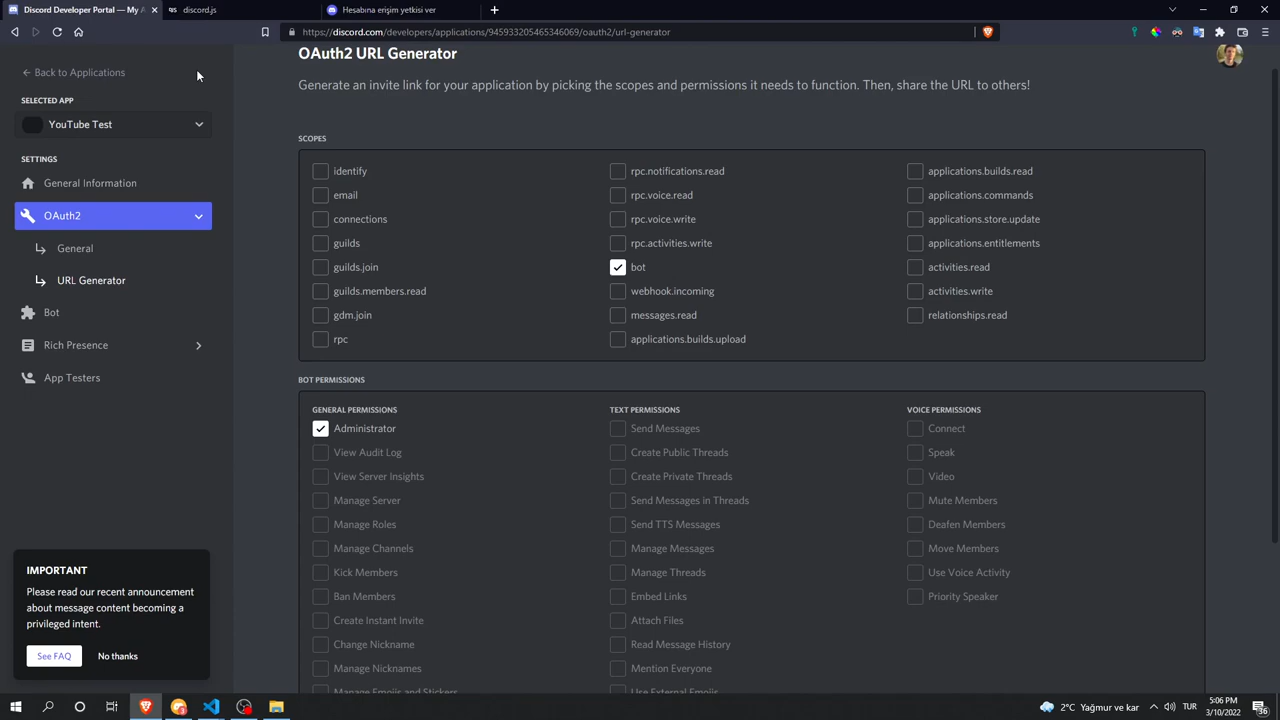 Discord Developer Portal — My A
discord.js
Hesabına erişim yetkisi ver
https://discord.com/developers/applications/945933205465346069/oauth2/url-generator
Back to Applications
SELECTED APP
YouTube Test
SETTINGS
General Information
OAuth2
General
URL Generator
Bot
Rich Presence
App Testers
IMPORTANT
Please read our recent announcement
about message content becoming a
privileged intent.
See FAQ
No thanks
OAuth2 URL Generator
Generate an invite link for your application by picking the scopes and permissions it needs to function. Then, share the URL to others!
SCOPES
identify
email
connections
guilds
guilds.join
guilds.members.read
gdm.join
rpc
rpc.notifications.read
rpc.voice.read
rpc.voice.write
rpc.activities.write
bot
webhook.incoming
messages.read
applications.builds.upload
applications.builds.read
applications.commands
applications.store.update
applications.entitlements
activities.read
activities.write
relationships.read
BOT PERMISSIONS
GENERAL PERMISSIONS
Administrator
View Audit Log
View Server Insights
Manage Server
Manage Roles
Manage Channels
Kick Members
Ban Members
Create Instant Invite
Change Nickname
Manage Nicknames
Manage Emojis and Stickers
TEXT PERMISSIONS
Send Messages
Create Public Threads
Create Private Threads
Send Messages in Threads
Send TTS Messages
Manage Messages
Manage Threads
Embed Links
Attach Files
Read Message History
Mention Everyone
Use External Emojis
VOICE PERMISSIONS
Connect
Speak
Video
Mute Members
Deafen Members
Move Members
Use Voice Activity
Priority Speaker
2°C Yağmur ve kar
TUR
5:06 PM
3/10/2022
36